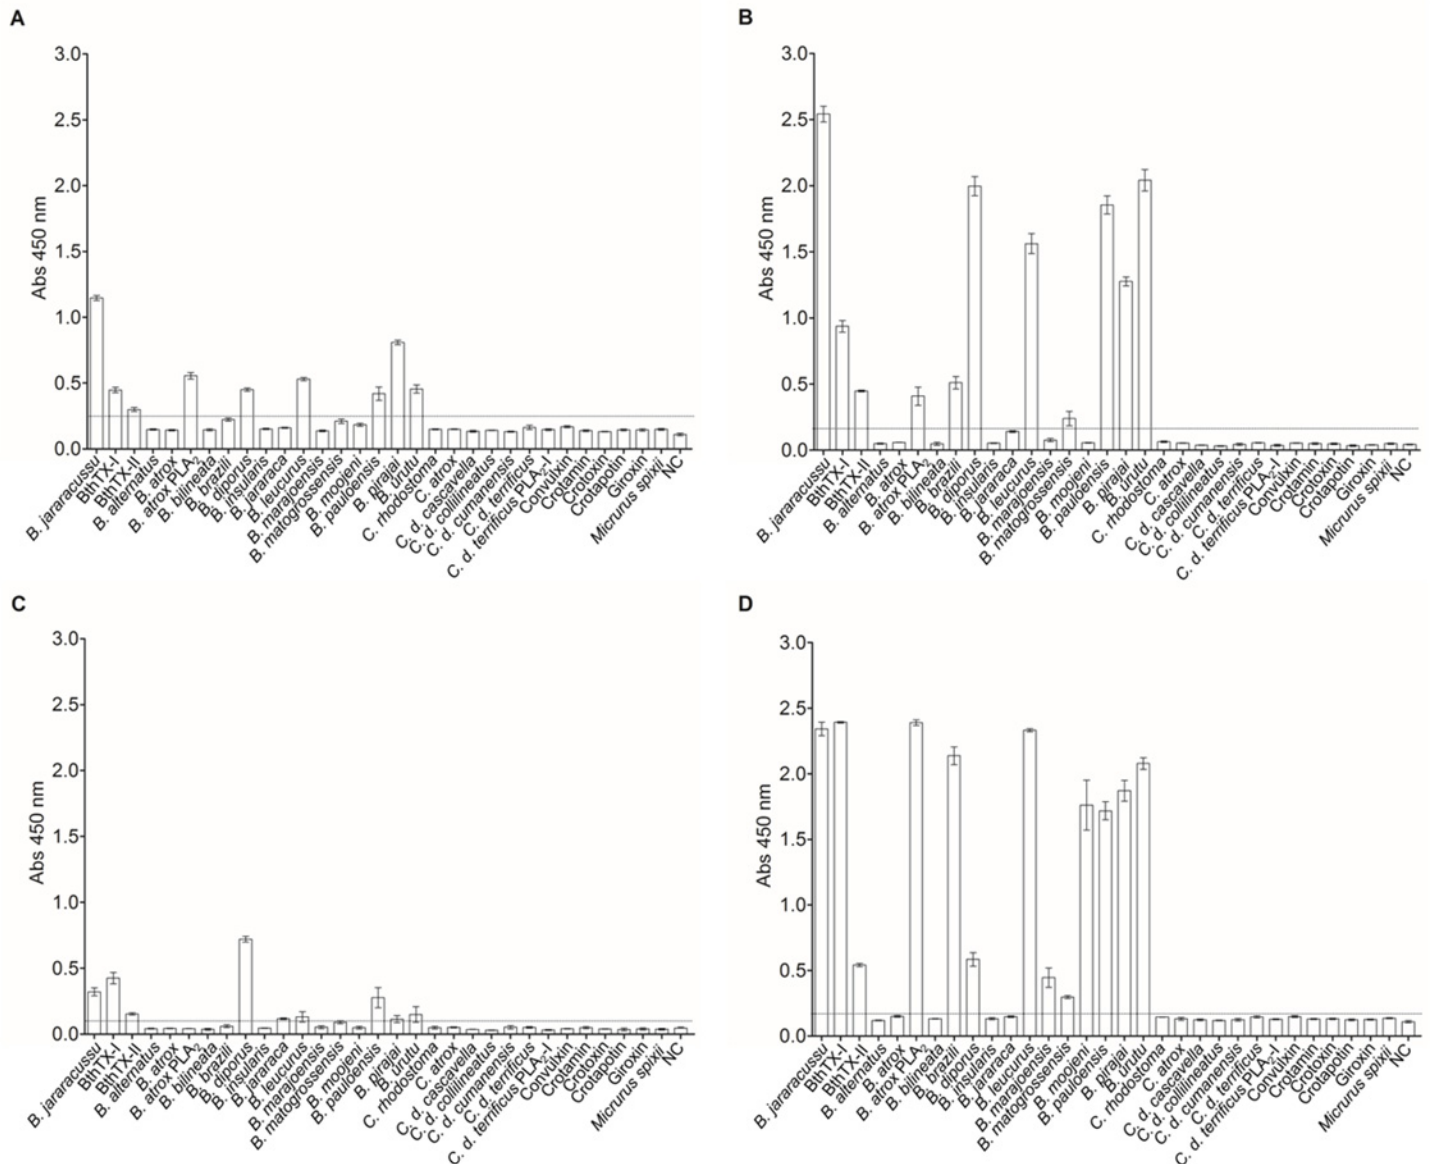 A
3.0
2.5
2.0
1.5
1.0
0.5
0.0
Abs 450 nm
B. jararacussu
BthTX-I
BthTX-II
B. alternatus
B. atrox
B. atrox PLA2
B. bilineata
B. brazili
B. diporus
B. insularis
B. jararaca
B. leucurus
B. marajoensis
B. matogrossensis
B. moojeni
B. pauloensis
B. pirajai
B. urutu
C. rhodostoma
C. atrox
C. d. cascavella
C. d. collilineatus
C. d. cumanensis
C. d. terrificus
C. d. terrificus PLA2-I
Convulxin
Crotamin
Crotoxin
Crotapotin
Giroxin
Micrurus spixii
NC
B
3.0
2.5
2.0
1.5
1.0
0.5
0.0
Abs 450 nm
B. jararacussu
BthTX-I
BthTX-II
B. alternatus
B. atrox
B. atrox PLA2
B. bilineata
B. brazili
B. diporus
B. insularis
B. jararaca
B. leucurus
B. marajoensis
B. matogrossensis
B. moojeni
B. pauloensis
B. pirajai
B. urutu
C. rhodostoma
C. atrox
C. d. cascavella
C. d. collilineatus
C. d. cumanensis
C. d. terrificus
C. d. terrificus PLA2-I
Convulxin
Crotamin
Crotoxin
Crotapotin
Giroxin
Micrurus spixii
NC
C
3.0
2.5
2.0
1.5
1.0
0.5
0.0
Abs 450 nm
B. jararacussu
BthTX-I
BthTX-II
B. alternatus
B. atrox
B. atrox PLA2
B. bilineata
B. brazili
B. diporus
B. insularis
B. jararaca
B. leucurus
B. marajoensis
B. matogrossensis
B. moojeni
B. pauloensis
B. pirajai
B. urutu
C. rhodostoma
C. atrox
C. d. cascavella
C. d. collilineatus
C. d. cumanensis
C. d. terrificus
C. d. terrificus PLA2-I
Convulxin
Crotamin
Crotoxin
Crotapotin
Giroxin
Micrurus spixii
NC
D
3.0
2.5
2.0
1.5
1.0
0.5
0.0
Abs 450 nm
B. jararacussu
BthTX-I
BthTX-II
B. alternatus
B. atrox
B. atrox PLA2
B. bilineata
B. brazili
B. diporus
B. insularis
B. jararaca
B. leucurus
B. marajoensis
B. matogrossensis
B. moojeni
B. pauloensis
B. pirajai
B. urutu
C. rhodostoma
C. atrox
C. d. cascavella
C. d. collilineatus
C. d. cumanensis
C. d. terrificus
C. d. terrificus PLA2-I
Convulxin
Crotamin
Crotoxin
Crotapotin
Giroxin
Micrurus spixii
NC